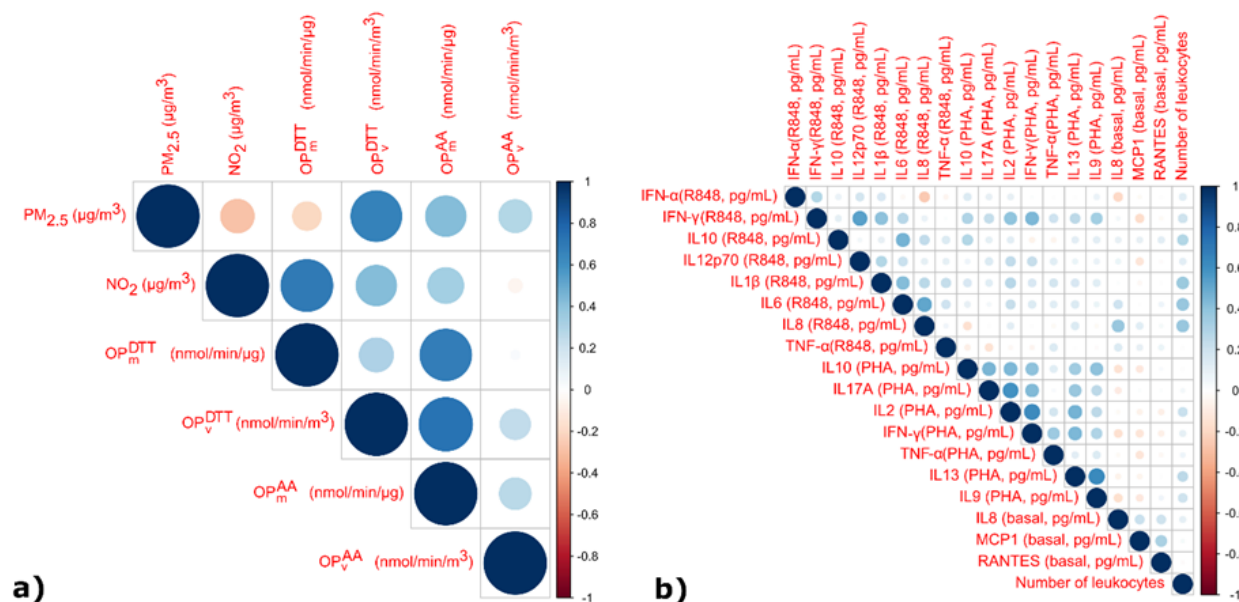 PM2.5 (µg/m³)
NO2 (µg/m³)
OPmDTT (nmol/min/µg)
OPvDTT (nmol/min/m³)
OPmAA (nmol/min/µg)
OPvAA (nmol/min/m³)
PM2.5 (µg/m³)
NO2 (µg/m³)
OPmDTT (nmol/min/µg)
OPvDTT (nmol/min/m³)
OPmAA (nmol/min/µg)
OPvAA (nmol/min/m³)
1
0.8
0.6
0.4
0.2
0
-0.2
-0.4
-0.6
-0.8
-1
a)
IFN-α(R848, pg/mL)
IFN-γ(R848, pg/mL)
IL10 (R848, pg/mL)
IL12p70 (R848, pg/mL)
IL1β (R848, pg/mL)
IL6 (R848, pg/mL)
IL8 (R848, pg/mL)
TNF-α(R848, pg/mL)
IL10 (PHA, pg/mL)
IL17A (PHA, pg/mL)
IL2 (PHA, pg/mL)
IFN-γ(PHA, pg/mL)
TNF-α(PHA, pg/mL)
IL13 (PHA, pg/mL)
IL9 (PHA, pg/mL)
IL8 (basal, pg/mL)
MCP1 (basal, pg/mL)
RANTES (basal, pg/mL)
Number of leukocytes
IFN-α(R848, pg/mL)
IFN-γ(R848, pg/mL)
IL10 (R848, pg/mL)
IL12p70 (R848, pg/mL)
IL1β (R848, pg/mL)
IL6 (R848, pg/mL)
IL8 (R848, pg/mL)
TNF-α(R848, pg/mL)
IL10 (PHA, pg/mL)
IL17A (PHA, pg/mL)
IL2 (PHA, pg/mL)
IFN-γ(PHA, pg/mL)
TNF-α(PHA, pg/mL)
IL13 (PHA, pg/mL)
IL9 (PHA, pg/mL)
IL8 (basal, pg/mL)
MCP1 (basal, pg/mL)
RANTES (basal, pg/mL)
Number of leukocytes
1
0.8
0.6
0.4
0.2
0
-0.2
-0.4
-0.6
-0.8
-1
b)